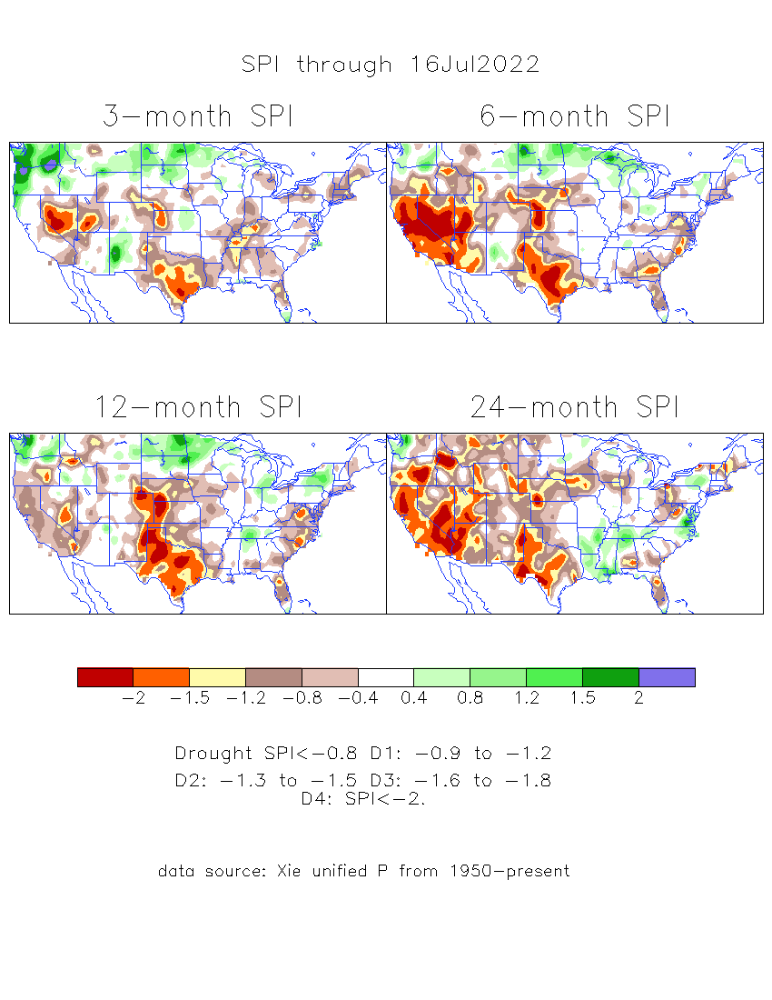 SPI through 16Jul2022
3-month SPI
6-month SPI
12-month SPI
24-month SPI
-2 -1.5 -1.2 -0.8 -0.4 0.4 0.8 1.2 1.5 2
Drought SPI<-0.8 D1: -0.9 to -1.2
D2: -1.3 to -1.5 D3: -1.6 to -1.8
D4: SPI<-2.
data source: Xie unified P from 1950-present